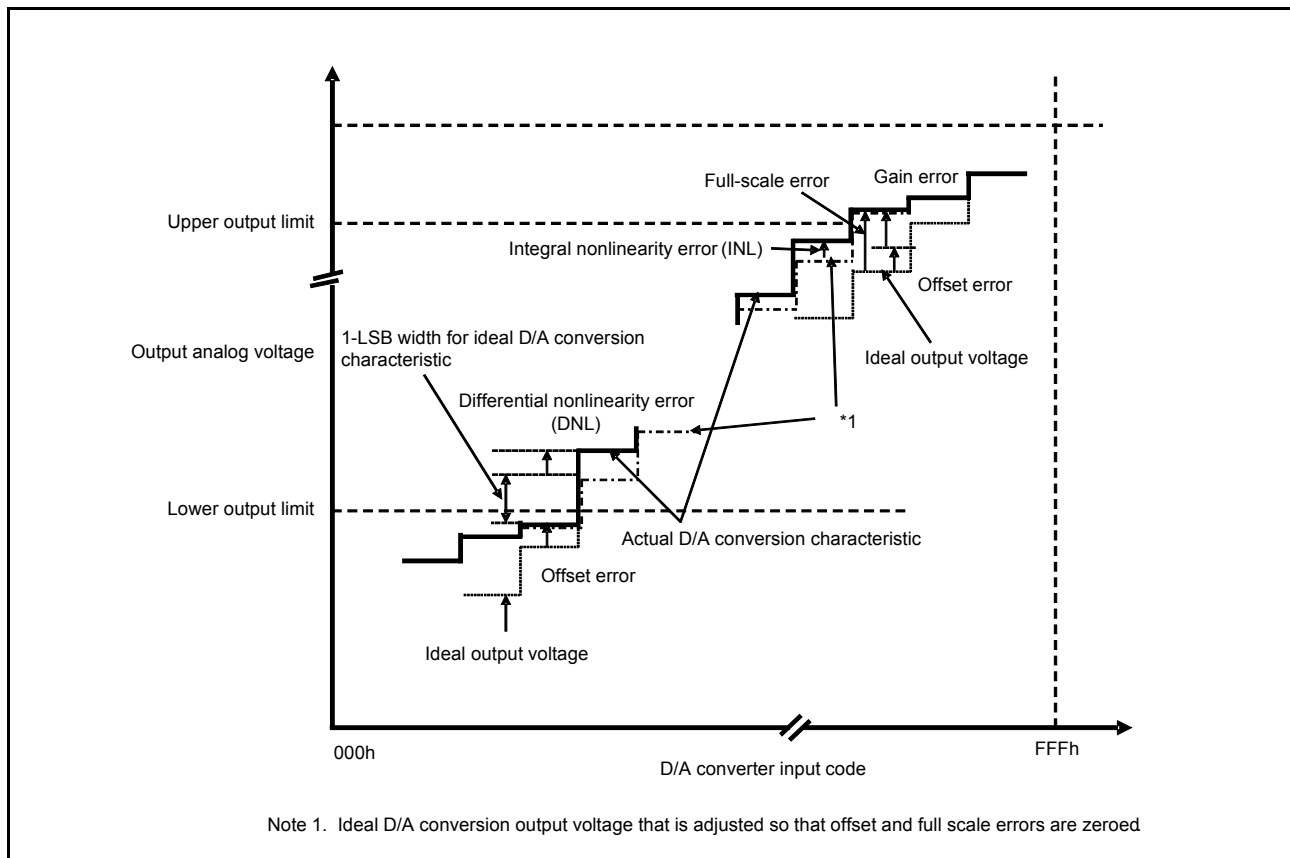 Full-scale error
Gain error
Upper output limit
Integral nonlinearity error (INL)
Offset error
1-LSB width for ideal D/A conversion
characteristic
Output analog voltage
Ideal output voltage
Differential nonlinearity error
(DNL)
*1
Lower output limit
Actual D/A conversion characteristic
Offset error
Ideal output voltage
000h
FFFh
D/A converter input code
Note 1. Ideal D/A conversion output voltage that is adjusted so that offset and full scale errors are zeroed